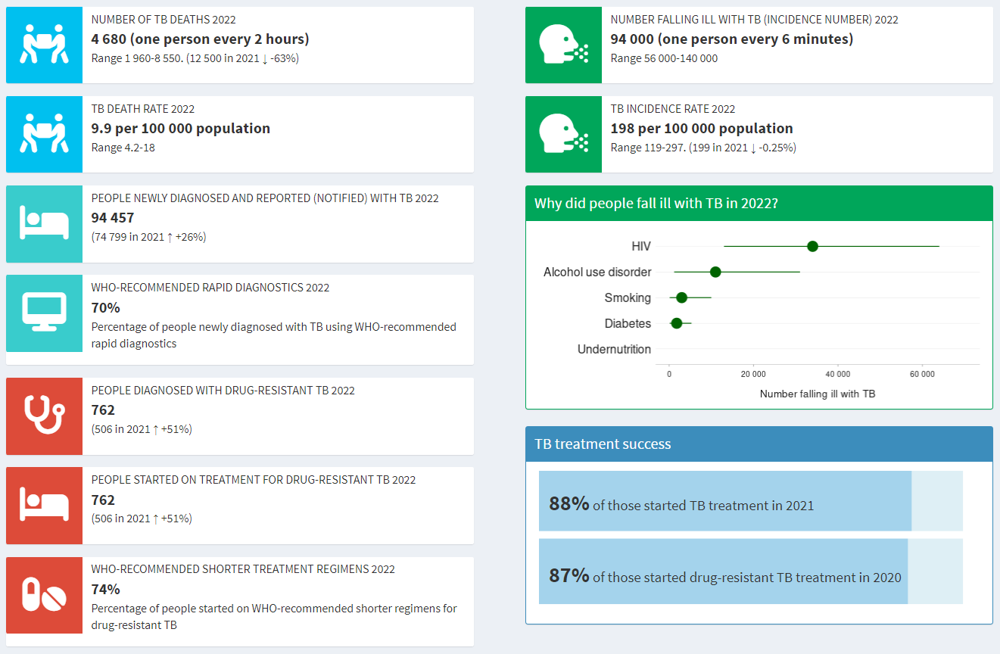 NUMBER OF TB DEATHS 2022
4 680 (one person every 2 hours)
Range 1 960-8 550. (12 500 in 2021 ↓ -63%)
TB DEATH RATE 2022
9.9 per 100 000 population
Range 4.2-18
PEOPLE NEWLY DIAGNOSED AND REPORTED (NOTIFIED) WITH TB 2022
94 457
(74 799 in 2021 ↑ +26%)
WHO-RECOMMENDED RAPID DIAGNOSTICS 2022
70%
Percentage of people newly diagnosed with TB using WHO-recommended
rapid diagnostics
PEOPLE DIAGNOSED WITH DRUG-RESISTANT TB 2022
762
(506 in 2021 ↑ +51%)
PEOPLE STARTED ON TREATMENT FOR DRUG-RESISTANT TB 2022
762
(506 in 2021 ↑ +51%)
WHO-RECOMMENDED SHORTER TREATMENT REGIMENS 2022
74%
Percentage of people started on WHO-recommended shorter regimens for
drug-resistant TB
NUMBER FALLING ILL WITH TB (INCIDENCE NUMBER) 2022
94 000 (one person every 6 minutes)
Range 56 000-140 000
TB INCIDENCE RATE 2022
198 per 100 000 population
Range 119-297. (199 in 2021 ↓ -0.25%)
Why did people fall ill with TB in 2022?
HIV
Alcohol use disorder
Smoking
Diabetes
Undernutrition
0 20 000 40 000 60 000
Number falling ill with TB
TB treatment success
88% of those started TB treatment in 2021
87% of those started drug-resistant TB treatment in 2020